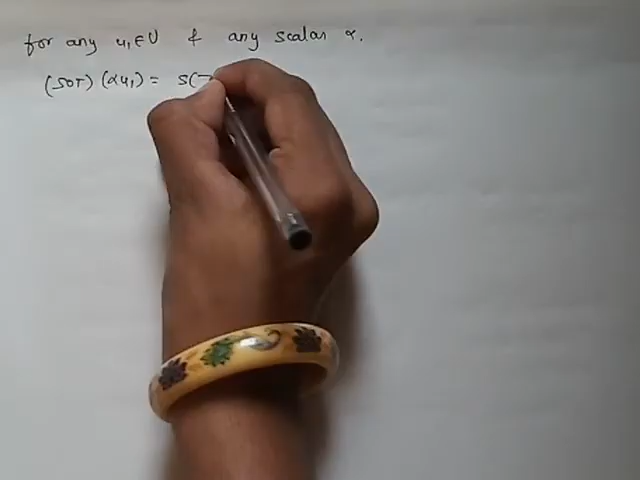 for any u₁∈U & any scalar α.
(SoT)(αu₁) = S(T